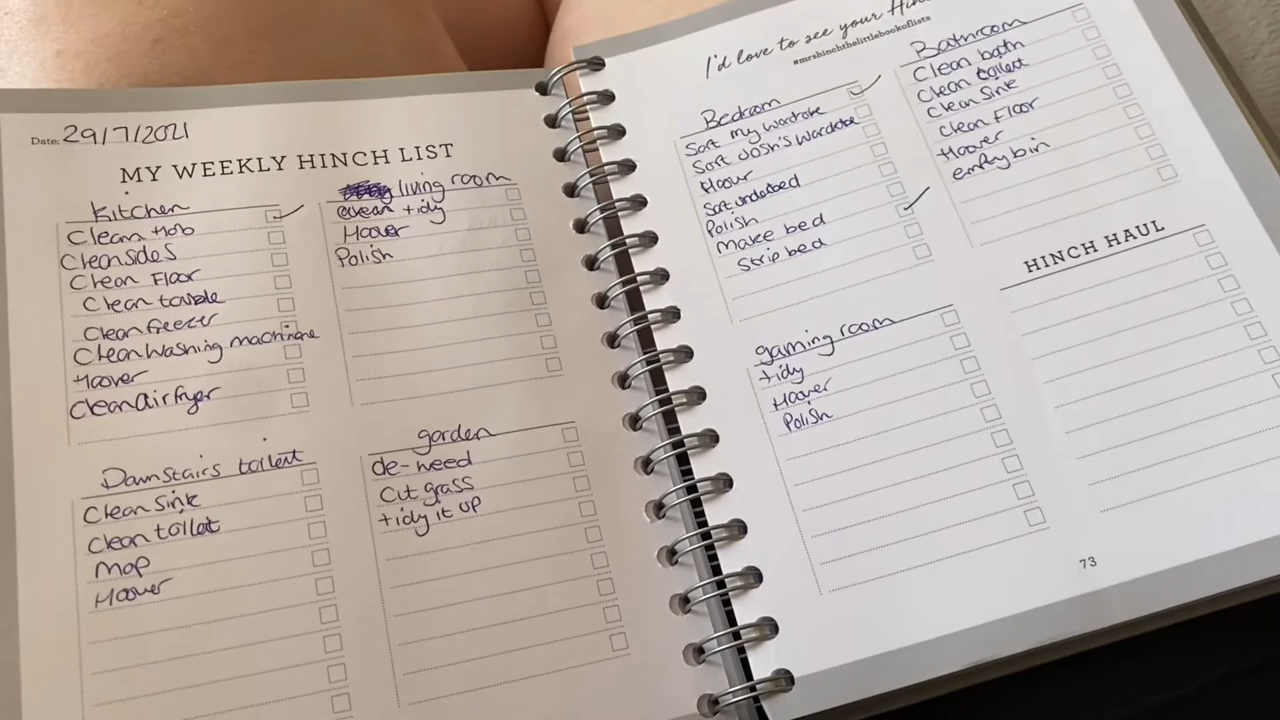 Date: 29/7/2021
MY WEEKLY HINCH LIST
Kitchen
Clean Hob
Clean sides
Clean Floor
Clean table
Clean Freezer
Clean washing machine
Hoover
Clean air fryer
living room
clean tidy
Hoover
Polish
Downstairs toilet
Clean Sink
Clean toilet
Mop
Hoover
garden
de-weed
Cut grass
tidy it up
I'd love to see your
#mrshinchthelittlebookoflists
Bedroom
Sort my Wardrobe
Sort Josh's Wardrobe
Hoover
Sort underbed
Polish
Make bed
Strip bed
Bathroom
Clean bath
Clean toilet
Clean Sink
Clean Floor
Hoover
empty bin
gaming room
tidy
Hoover
Polish
HINCH HAUL
73